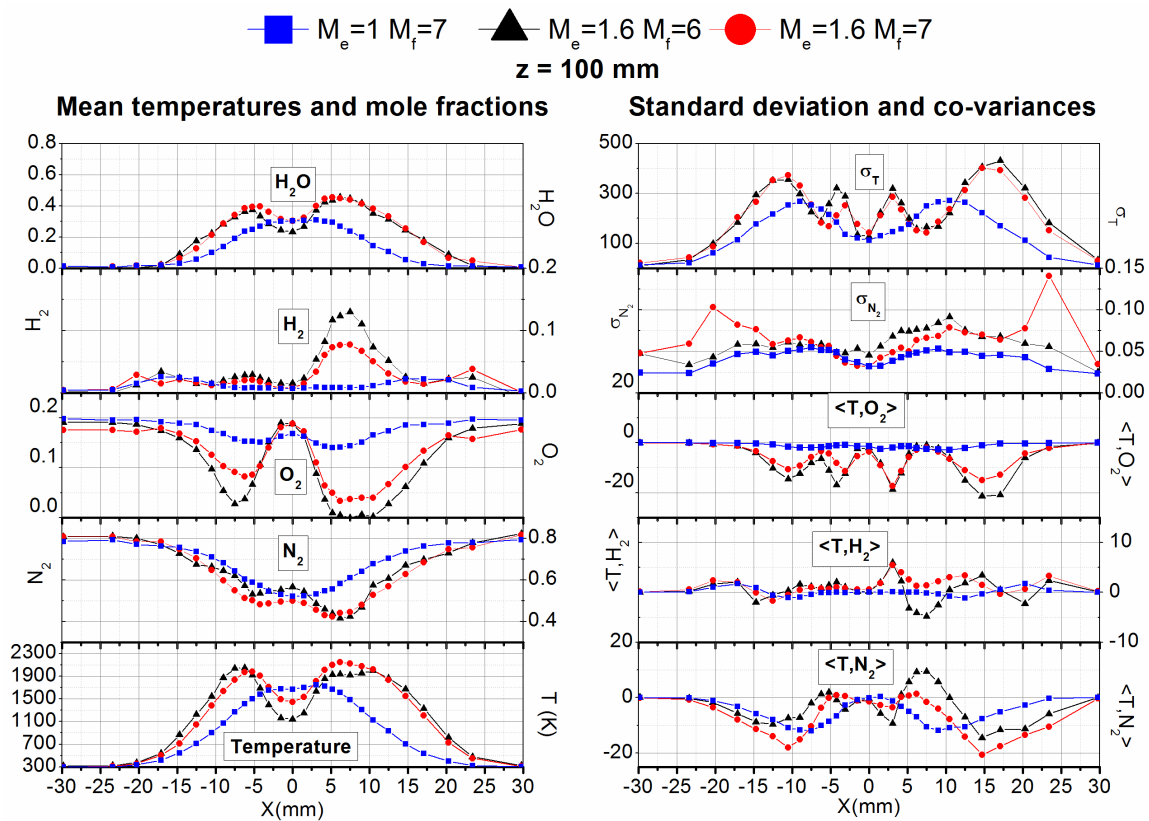 Mₑ=1 M_f=7 Mₑ=1.6 M_f=6 Mₑ=1.6 M_f=7
z = 100 mm
Mean temperatures and mole fractions
Standard deviation and co-variances
0.8
0.6
0.4
0.2
0.0
H₂O
H₂O
0.2
H₂
H₂
0.1
0.0
0.2
0.1
0.0
O₂
O₂
N₂
N₂
0.8
0.6
0.4
2300
1900
1500
1100
700
300
Temperature
T (K)
-30 -25 -20 -15 -10 -5 0 5 10 15 20 25 30
X(mm)
500
300
100
σ_T
σ_T
0.15
σ_N₂
σ_N₂
0.10
0.05
0.00
20
0
-20
<T,O₂>
<T,O₂>
<T,H₂>
<T,H₂>
10
0
-10
20
0
-20
<T,N₂>
<T,N₂>
-30 -25 -20 -15 -10 -5 0 5 10 15 20 25 30
X(mm)